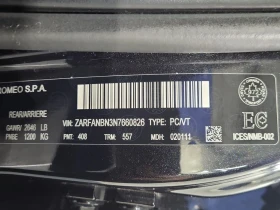 ROMEO S.P.A.
REAR/ARRIERE
GAWR/ 2646 LB
PNBE 1200 KG
VIN: ZARFANBN3N7660826 TYPE: PC/VT
PNT: 408 TRM: 557 MDH: 020111
EC
ICES/NMB-002